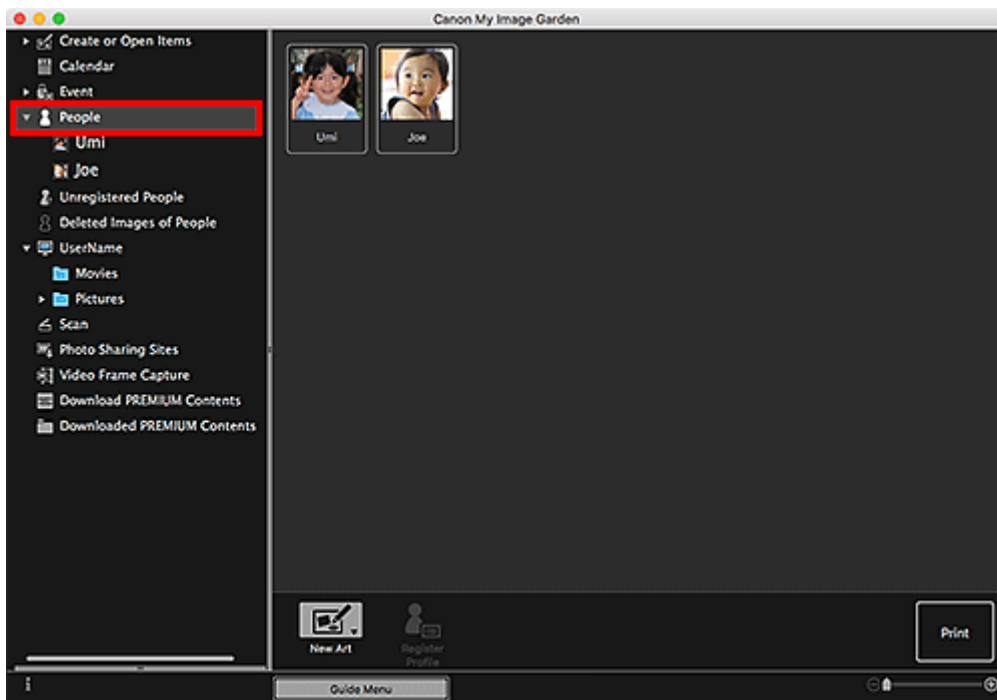 Canon My Image Garden
Create or Open Items
Calendar
Event
People
Umi
Joe
Unregistered People
Deleted Images of People
UserName
Movies
Pictures
Scan
Photo Sharing Sites
Video Frame Capture
Download PREMIUM Contents
Downloaded PREMIUM Contents
Umi
Joe
New Art
Register
Profile
Print
Guide Menu